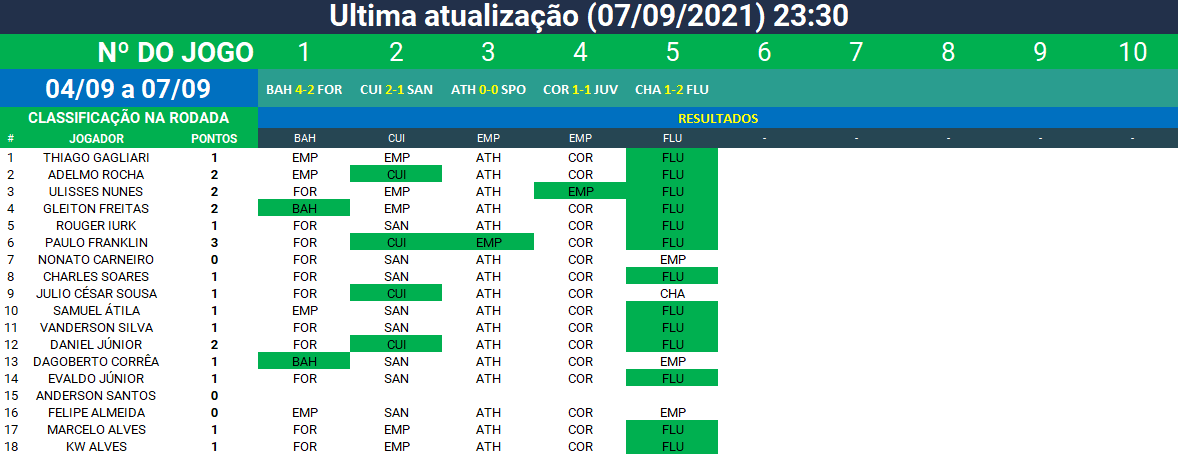 Ultima atualização (07/09/2021) 23:30
Nº DO JOGO 1 2 3 4 5 6 7 8 9 10
04/09 a 07/09 BAH 4-2 FOR CUI 2-1 SAN ATH 0-0 SPO COR 1-1 JUV CHA 1-2 FLU
CLASSIFICAÇÃO NA RODADA RESULTADOS
# JOGADOR PONTOS BAH CUI EMP EMP FLU - - - - -
1 THIAGO GAGLIARI 1 EMP EMP ATH COR FLU
2 ADELMO ROCHA 2 EMP CUI ATH COR FLU
3 ULISSES NUNES 2 FOR EMP ATH EMP FLU
4 GLEITON FREITAS 2 BAH EMP ATH COR FLU
5 ROUGER IURK 1 FOR SAN ATH COR FLU
6 PAULO FRANKLIN 3 FOR CUI EMP COR FLU
7 NONATO CARNEIRO 0 FOR SAN ATH COR EMP
8 CHARLES SOARES 1 FOR SAN ATH COR FLU
9 JULIO CÉSAR SOUSA 1 FOR CUI ATH COR CHA
10 SAMUEL ÁTILA 1 EMP SAN ATH COR FLU
11 VANDERSON SILVA 1 FOR SAN ATH COR FLU
12 DANIEL JÚNIOR 2 FOR CUI ATH COR FLU
13 DAGOBERTO CORRÊA 1 BAH SAN ATH COR EMP
14 EVALDO JÚNIOR 1 FOR SAN ATH COR FLU
15 ANDERSON SANTOS 0
16 FELIPE ALMEIDA 0 EMP SAN ATH COR EMP
17 MARCELO ALVES 1 FOR EMP ATH COR FLU
18 KW ALVES 1 FOR EMP ATH COR FLU